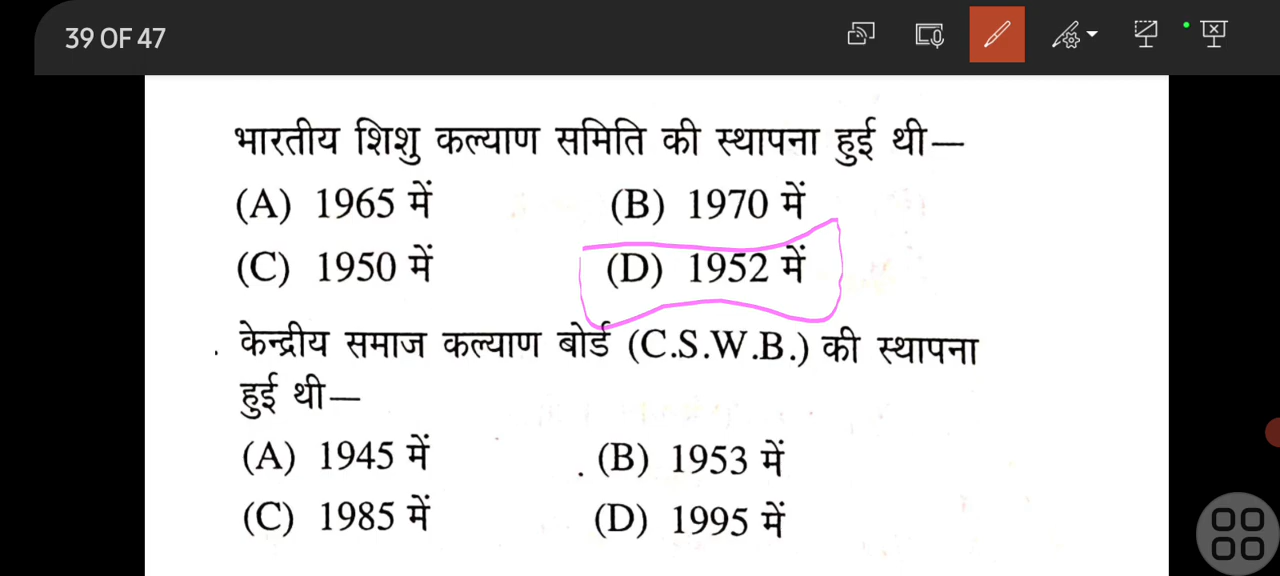 39 OF 47
भारतीय शिशु कल्याण समिति की स्थापना हुई थी—
(A) 1965 में (B) 1970 में
(C) 1950 में (D) 1952 में
. केन्द्रीय समाज कल्याण बोर्ड (C.S.W.B.) की स्थापना
हुई थी—
(A) 1945 में . (B) 1953 में
(C) 1985 में (D) 1995 में